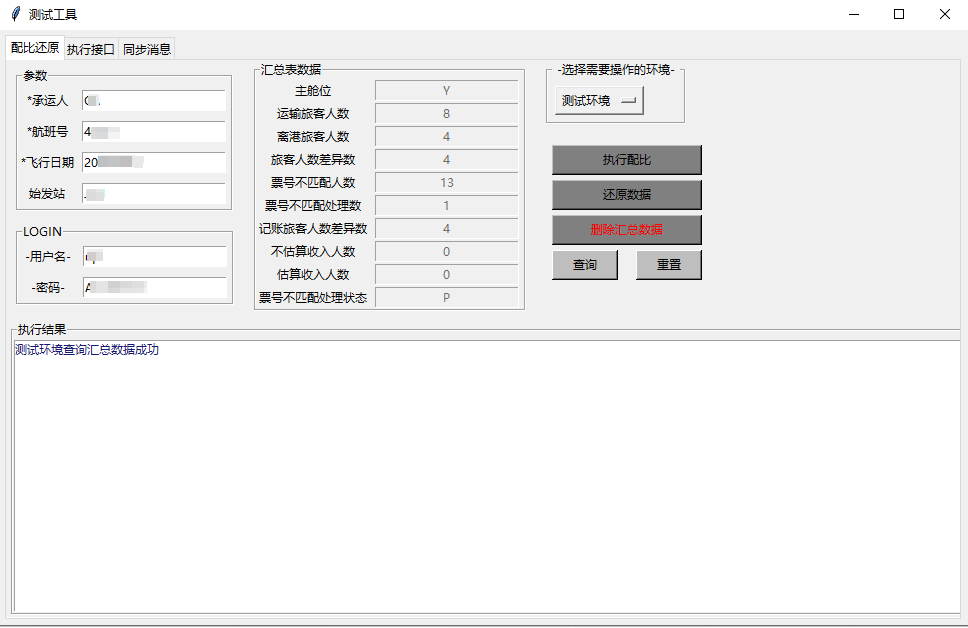 测试工具
配比还原 执行接口 同步消息
参数
*承运人
*航班号 4
*飞行日期 20
始发站
LOGIN
-用户名-
-密码- A
汇总表数据
主舱位 Y
运输旅客人数 8
离港旅客人数 4
旅客人数差异数 4
票号不匹配人数 13
票号不匹配处理数 1
记账旅客人数差异数 4
不估算收入人数 0
估算收入人数 0
票号不匹配处理状态 P
-选择需要操作的环境-
测试环境
执行配比
还原数据
删除汇总数据
查询 重置
执行结果
测试环境查询汇总数据成功